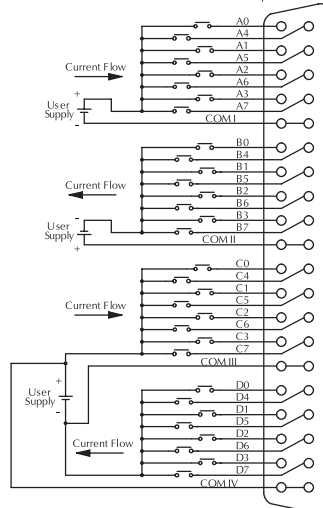 A0
A4
A1
A5
Current Flow
A2
A6
+
A3
User
Supply
A7
-
COM I
B0
B4
B1
Current Flow
B5
B2
B6
-
B3
User
Supply
B7
+
COM II
C0
C4
C1
Current Flow
C5
C2
C6
C3
C7
COM III
+
User
Supply
-
D0
D4
D1
D5
Current Flow
D2
D6
D3
D7
COM IV